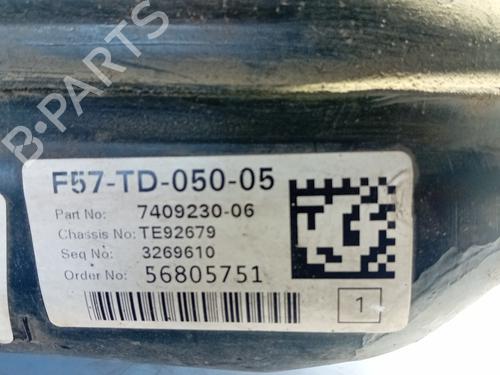 B-PARTS
F57-TD-050-05
Part No: 7409230-06
Chassis No: TE92679
Seq No: 3269610
Order No: 56805751
1